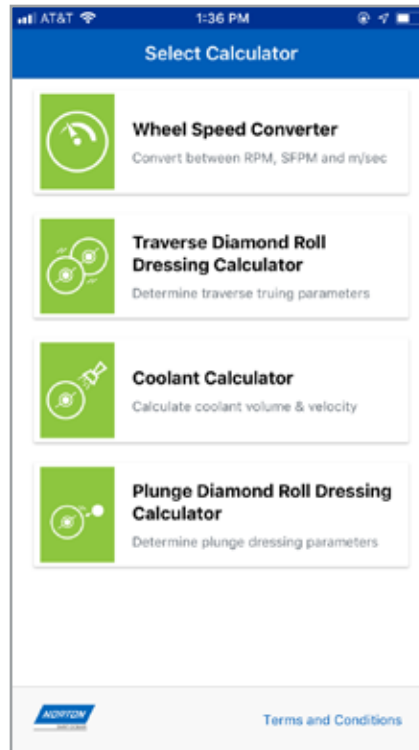 AT&T 1:36 PM
Select Calculator
Wheel Speed Converter
Convert between RPM, SFPM and m/sec
Traverse Diamond Roll
Dressing Calculator
Determine traverse truing parameters
Coolant Calculator
Calculate coolant volume & velocity
Plunge Diamond Roll Dressing
Calculator
Determine plunge dressing parameters
NORTON
Terms and Conditions